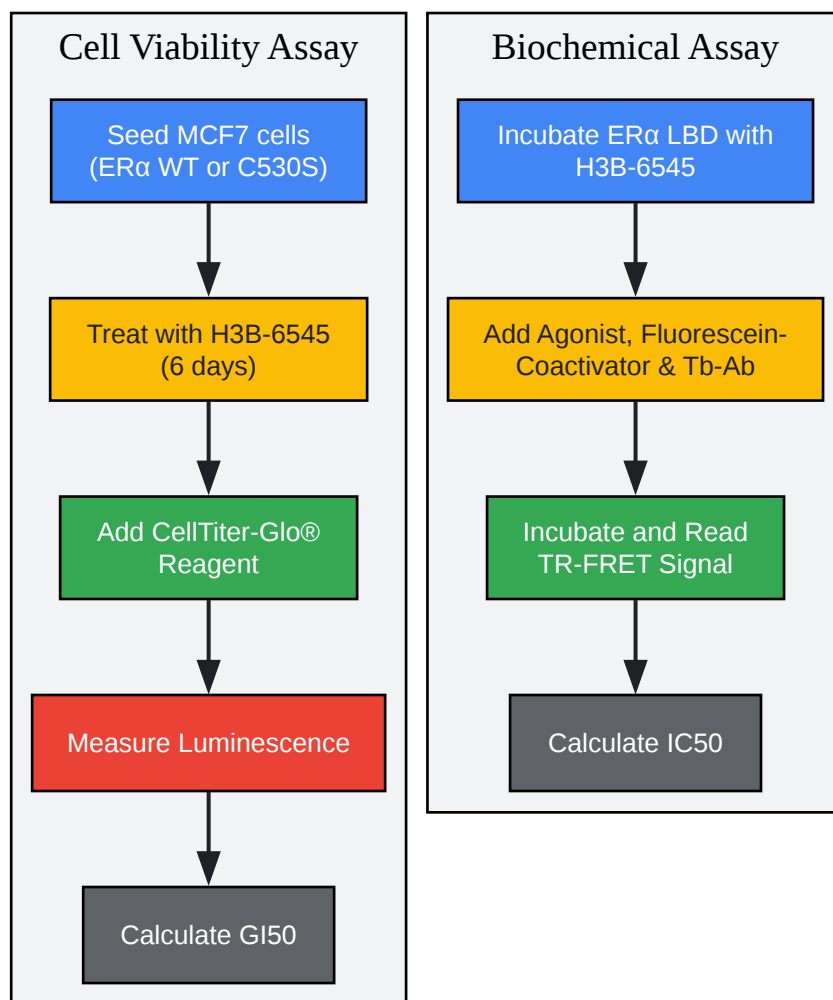 Cell Viability Assay
Seed MCF7 cells
(ERα WT or C530S)
Treat with H3B-6545
(6 days)
Add CellTiter-Glo®
Reagent
Measure Luminescence
Calculate GI50
Biochemical Assay
Incubate ERα LBD with
H3B-6545
Add Agonist, Fluorescein-
Coactivator & Tb-Ab
Incubate and Read
TR-FRET Signal
Calculate IC50